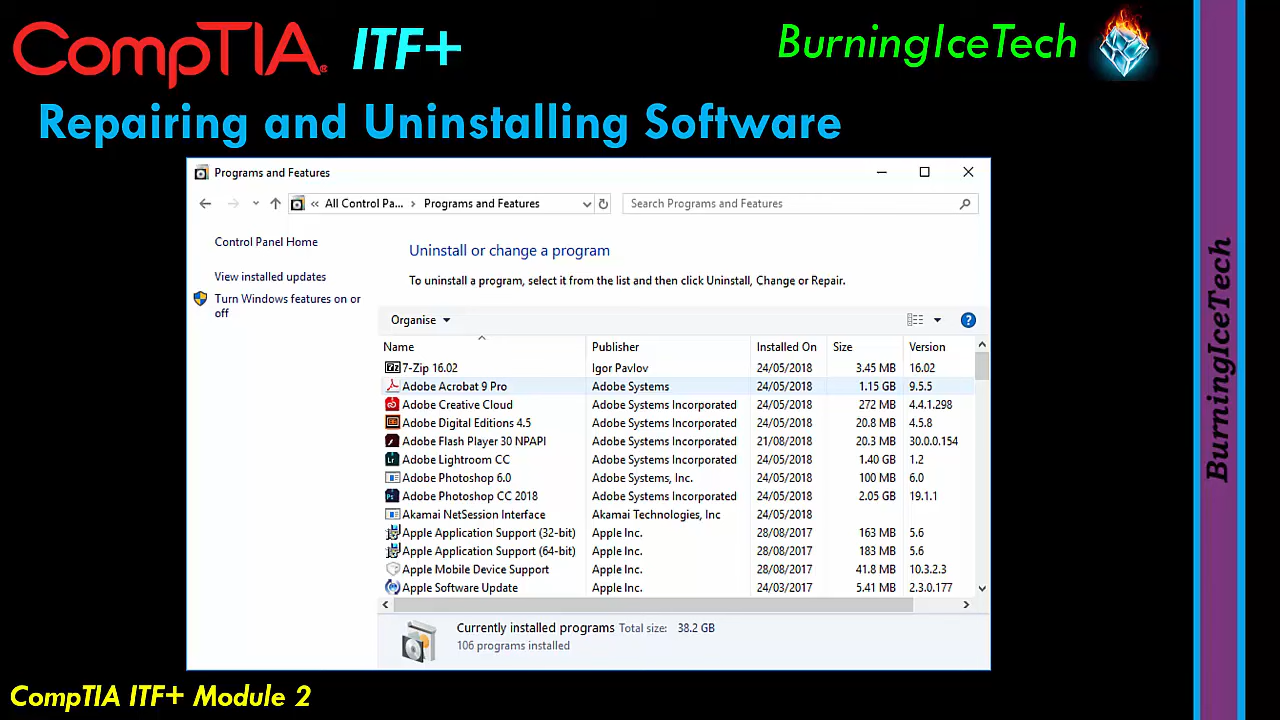 CompTIA. ITF+
BurningIceTech
Repairing and Uninstalling Software
Programs and Features
« All Control Pa... > Programs and Features
Search Programs and Features
Control Panel Home
View installed updates
Turn Windows features on or
off
Uninstall or change a program
To uninstall a program, select it from the list and then click Uninstall, Change or Repair.
Organise
Name Publisher Installed On Size Version
7-Zip 16.02 Igor Pavlov 24/05/2018 3.45 MB 16.02
Adobe Acrobat 9 Pro Adobe Systems 24/05/2018 1.15 GB 9.5.5
Adobe Creative Cloud Adobe Systems Incorporated 24/05/2018 272 MB 4.4.1.298
Adobe Digital Editions 4.5 Adobe Systems Incorporated 24/05/2018 20.8 MB 4.5.8
Adobe Flash Player 30 NPAPI Adobe Systems Incorporated 21/08/2018 20.3 MB 30.0.0.154
Adobe Lightroom CC Adobe Systems Incorporated 24/05/2018 1.40 GB 1.2
Adobe Photoshop 6.0 Adobe Systems, Inc. 24/05/2018 100 MB 6.0
Adobe Photoshop CC 2018 Adobe Systems Incorporated 24/05/2018 2.05 GB 19.1.1
Akamai NetSession Interface Akamai Technologies, Inc 24/05/2018
Apple Application Support (32-bit) Apple Inc. 28/08/2017 163 MB 5.6
Apple Application Support (64-bit) Apple Inc. 28/08/2017 183 MB 5.6
Apple Mobile Device Support Apple Inc. 28/08/2017 41.8 MB 10.3.2.3
Apple Software Update Apple Inc. 24/03/2017 5.41 MB 2.3.0.177
Currently installed programs Total size: 38.2 GB
106 programs installed
CompTIA ITF+ Module 2
BurningIceTech